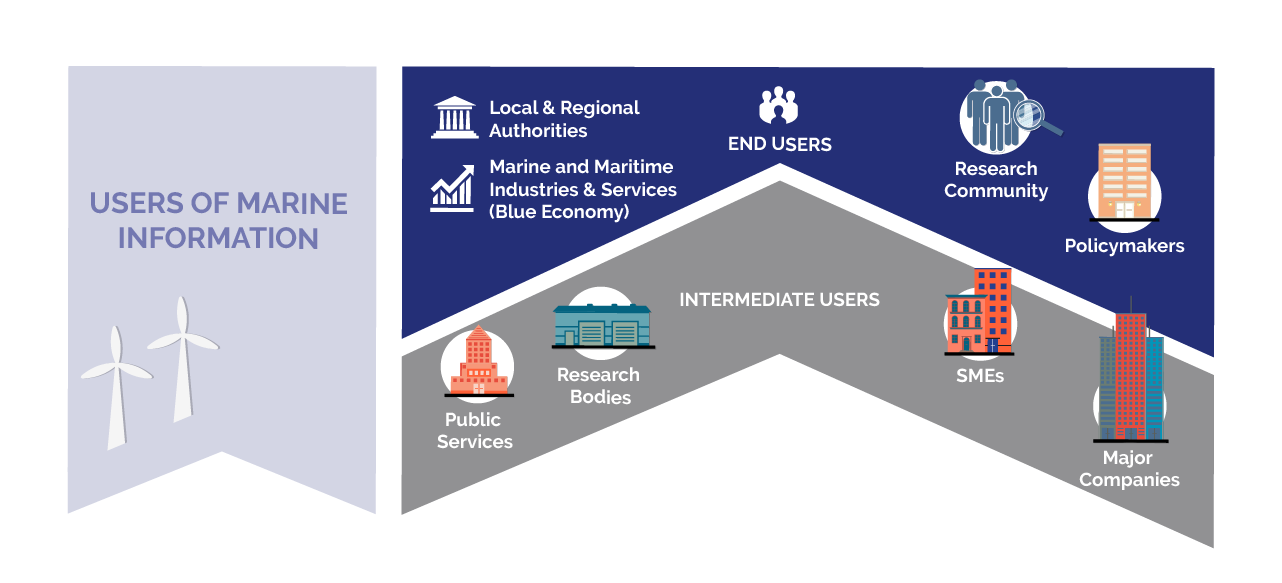 USERS OF MARINE
INFORMATION
Local & Regional
Authorities
Marine and Maritime
Industries & Services
(Blue Economy)
END USERS
Research
Community
Policymakers
INTERMEDIATE USERS
Public
Services
Research
Bodies
SMEs
Major
Companies